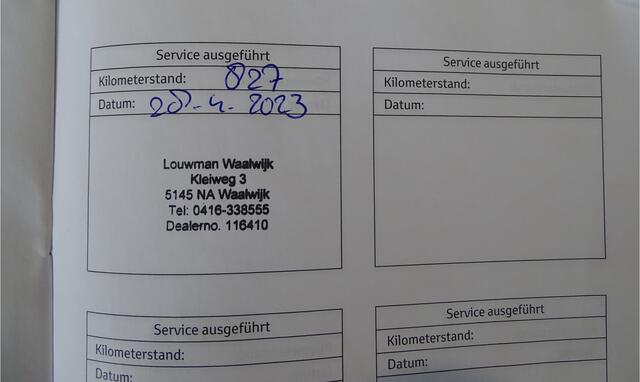 Service ausgeführt
Kilometerstand: 827
Datum: 28-4-2023
Louwman Waalwijk
Kleiweg 3
5145 NA Waalwijk
Tel: 0416-338555
Dealerno. 116410
Service ausgeführt
Kilometerstand:
Datum:
Service ausgeführt
Kilometerstand:
Datum:
Service ausgeführt
Kilometerstand:
Datum: